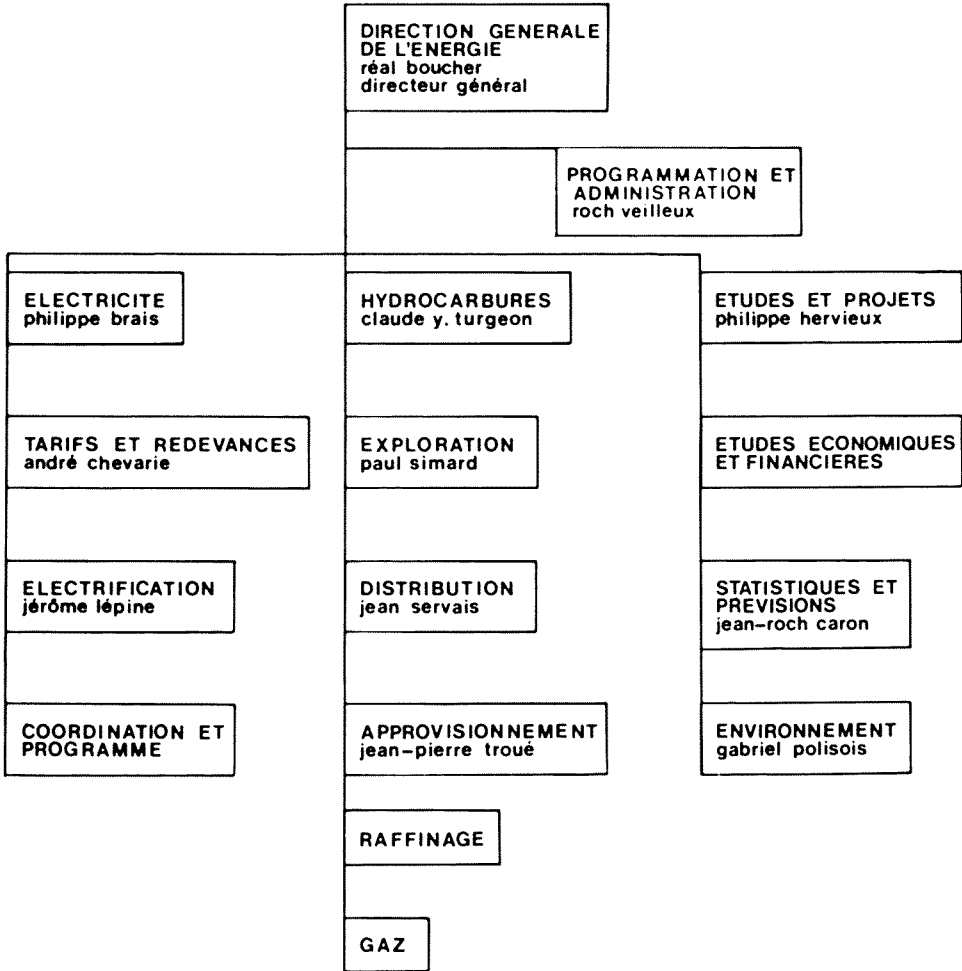 DIRECTION GENERALE
DE L'ENERGIE
réal boucher
directeur général
PROGRAMMATION ET
ADMINISTRATION
roch veilleux
ELECTRICITE
philippe brais
TARIFS ET REDEVANCES
andré chevarie
ELECTRIFICATION
jérôme lépine
COORDINATION ET
PROGRAMME
HYDROCARBURES
claude y. turgeon
EXPLORATION
paul simard
DISTRIBUTION
jean servais
APPROVISIONNEMENT
jean-pierre troué
RAFFINAGE
GAZ
ETUDES ET PROJETS
philippe hervieux
ETUDES ECONOMIQUES
ET FINANCIERES
STATISTIQUES ET
PREVISIONS
jean-roch caron
ENVIRONNEMENT
gabriel polisois